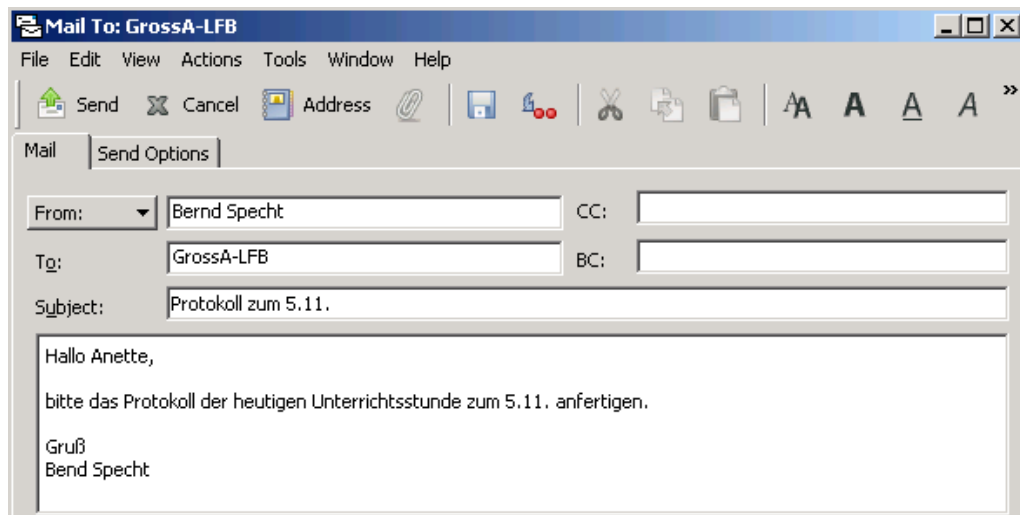 Mail To: GrossA-LFB
File Edit View Actions Tools Window Help
Send Cancel Address A A A A »
Mail Send Options
From: Bernd Specht CC:
To: GrossA-LFB BC:
Subject: Protokoll zum 5.11.
Hallo Anette,
bitte das Protokoll der heutigen Unterrichtsstunde zum 5.11. anfertigen.
Gruß
Bend Specht